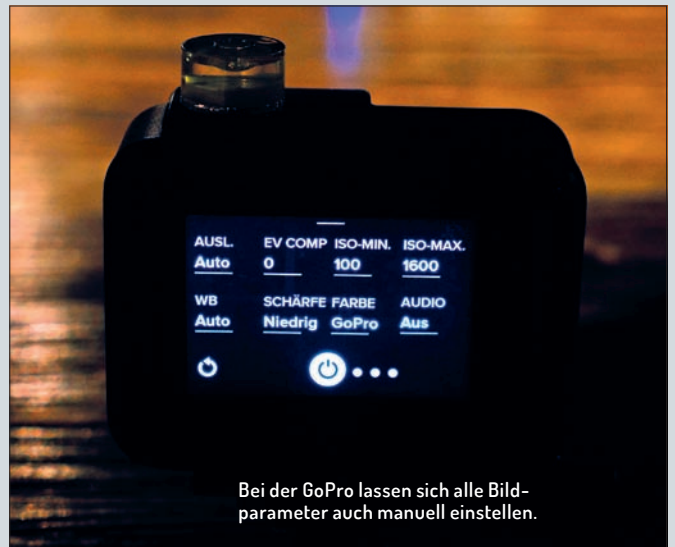 AUSL. EV COMP ISO-MIN. ISO-MAX.
Auto 0 100 1600
WB SCHÄRFE FARBE AUDIO
Auto Niedrig GoPro Aus
Bei der GoPro lassen sich alle Bild-
parameter auch manuell einstellen.